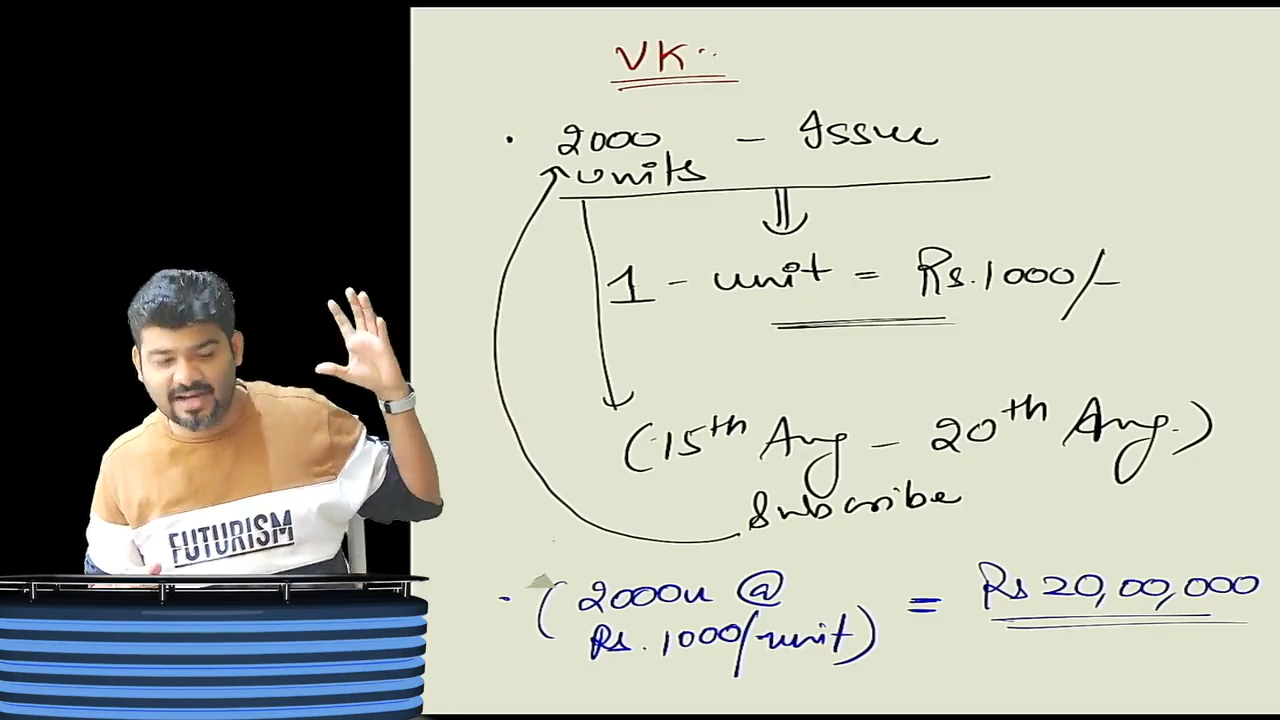 VK..
. 2000 - Issue
units
1 - unit = Rs.1000/-
(15th Aug - 20th Aug.)
Subscribe
. (2000u @ = Rs 20,00,000
Rs. 1000/unit)
FUTURISM